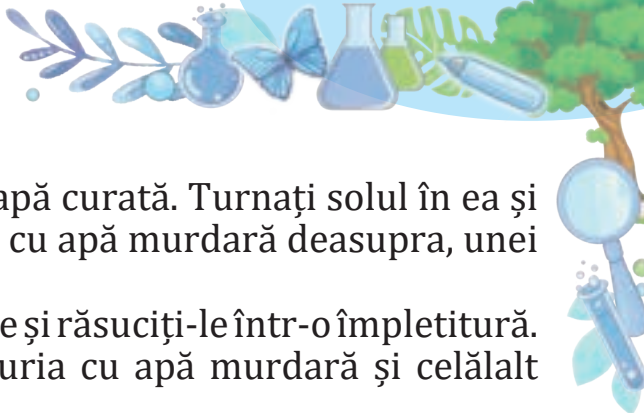 apă curată. Turnați solul în ea și
cu apă murdară deasupra, unei
e și răsuciți-le într-o împletitură.
uria cu apă murdară și celălalt